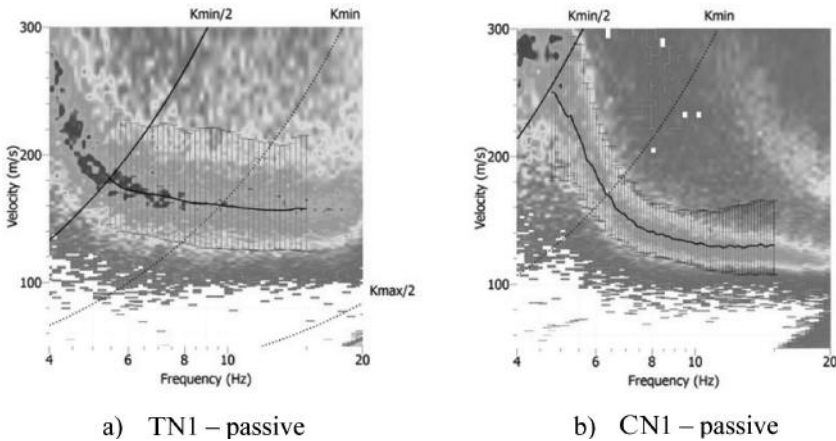 Kmin/2
Kmin
300
200
100
Velocity (m/s)
Kmax/2
4
6
8
10
20
Frequency (Hz)
a) TN1 – passive
Kmin/2
Kmin
300
200
100
Velocity (m/s)
4
6
8
10
20
Frequency (Hz)
b) CN1 – passive